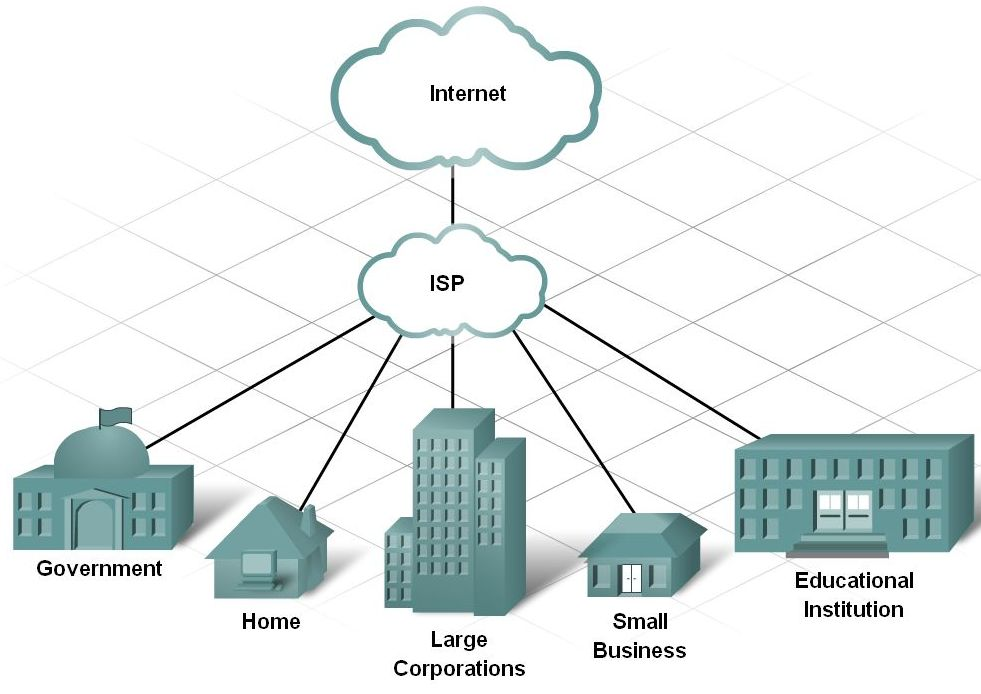 Internet
ISP
Government
Home
Large
Corporations
Small
Business
Educational
Institution